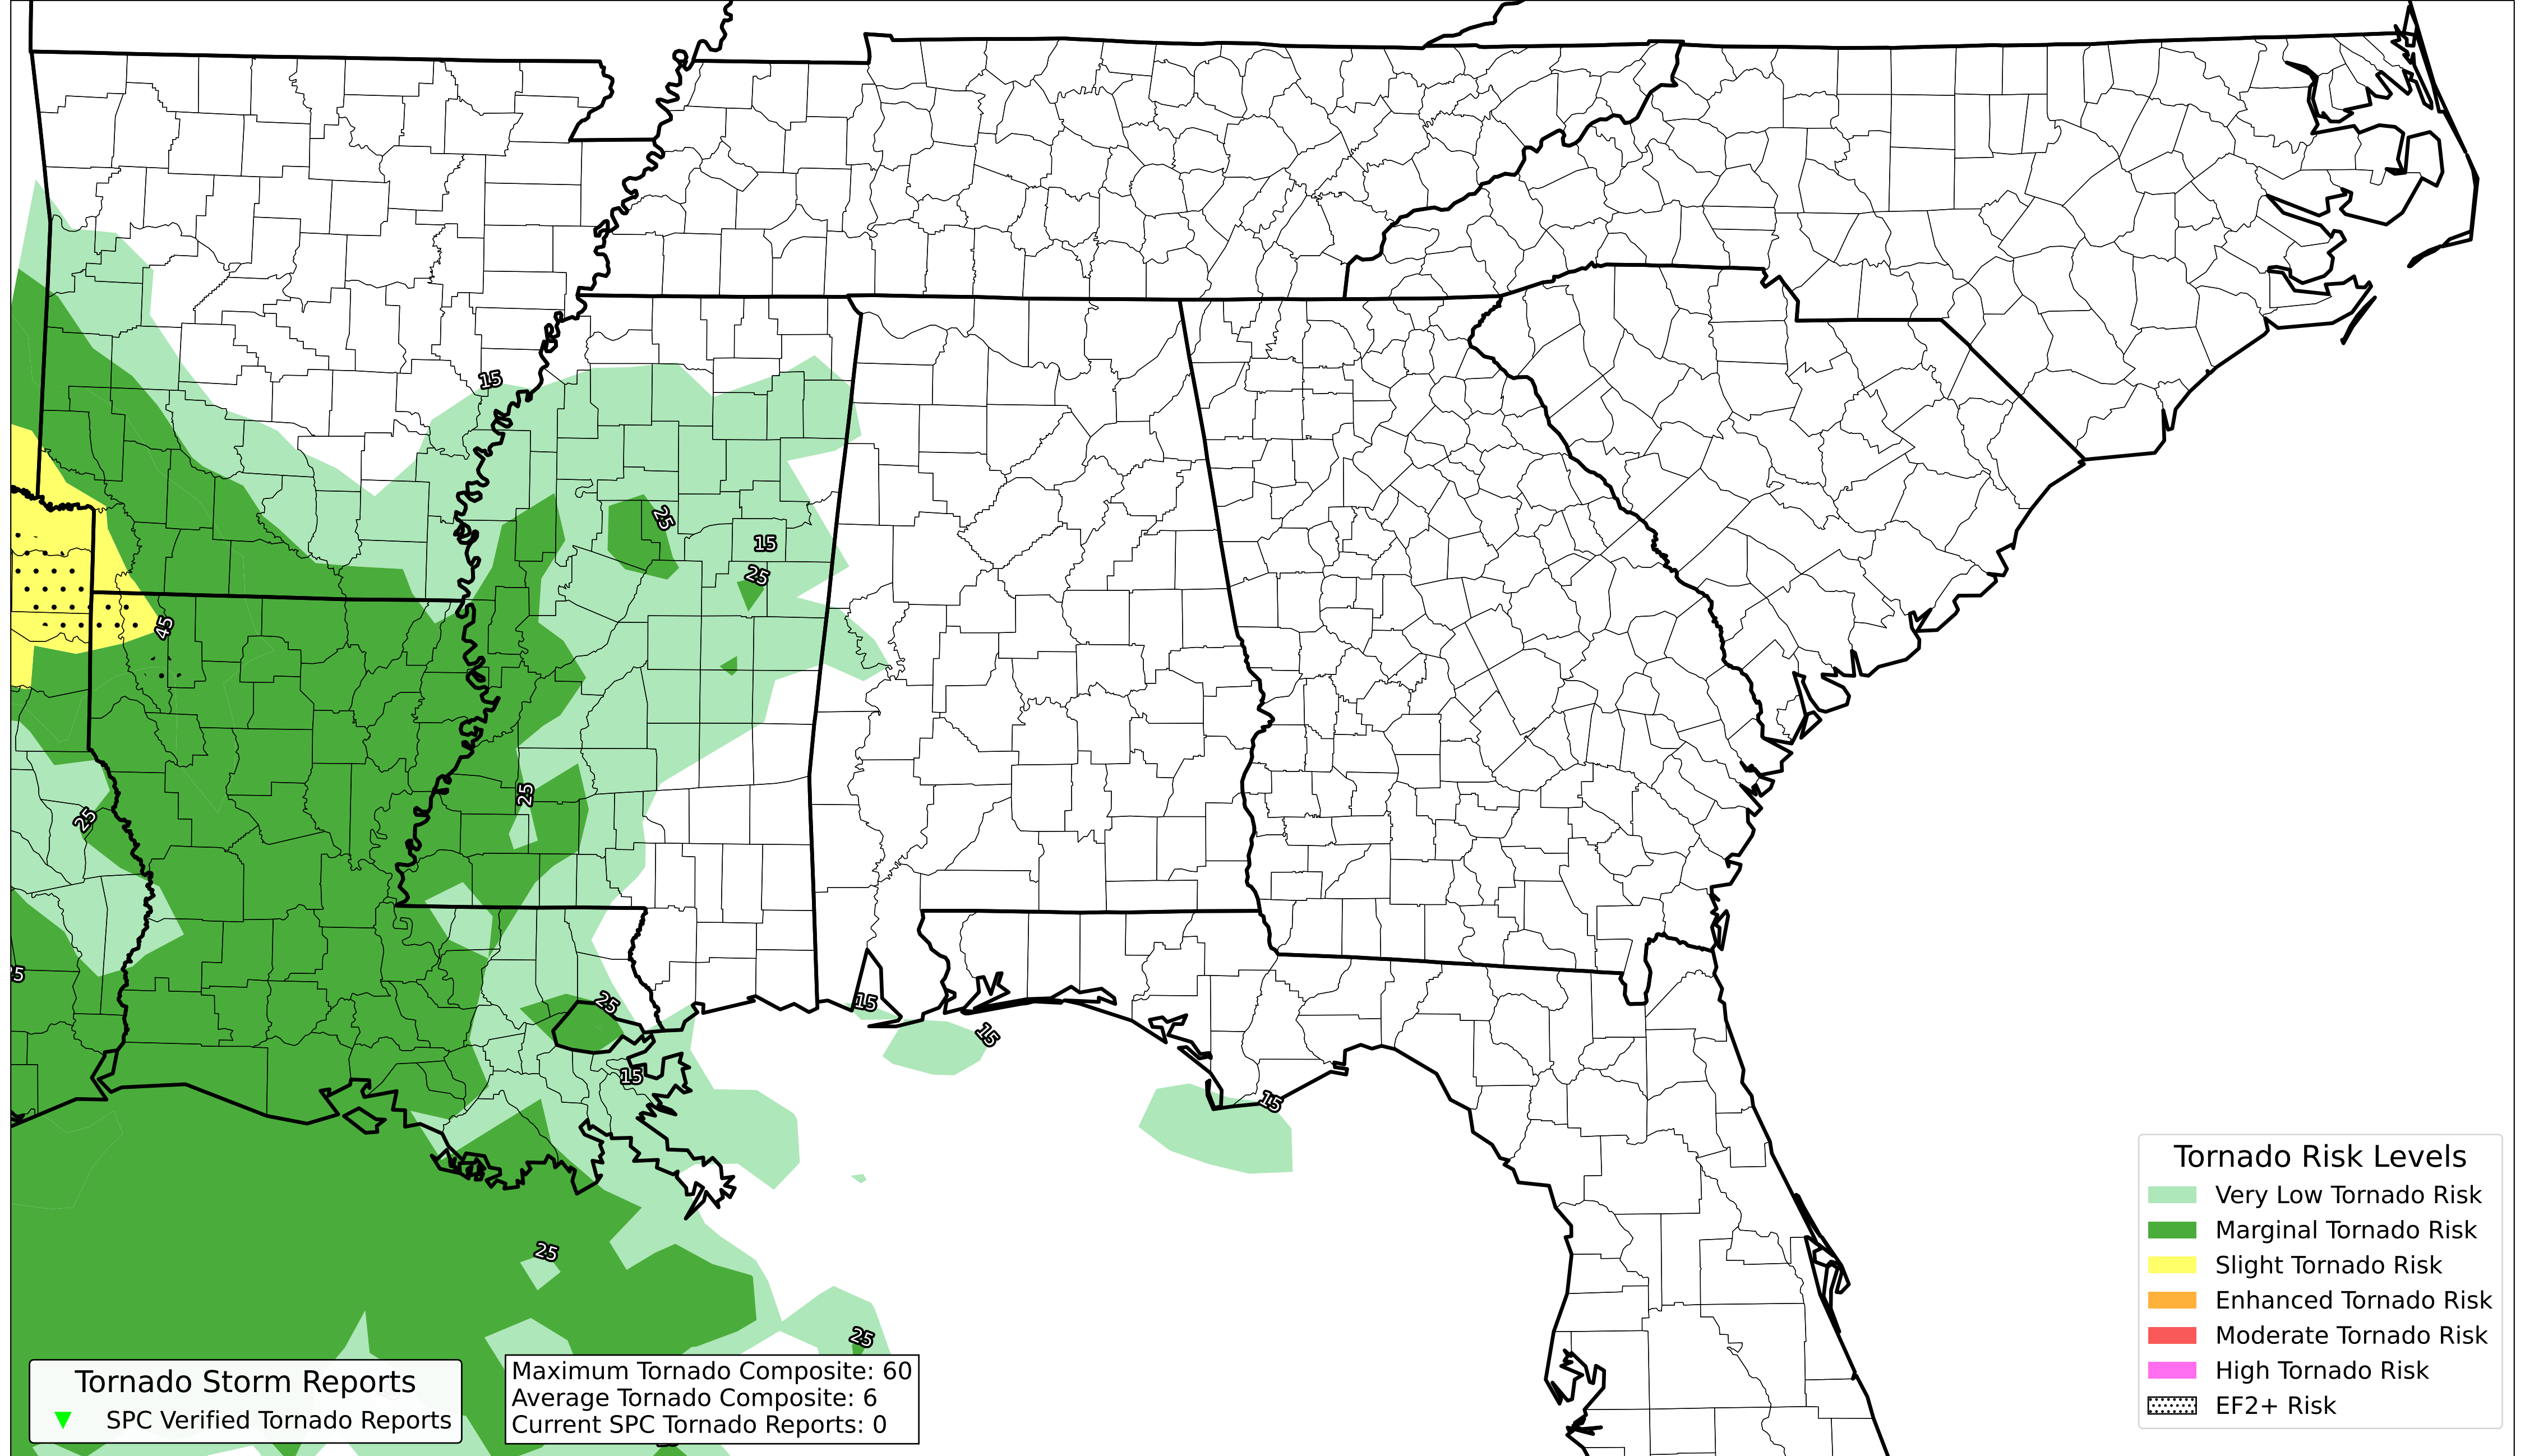 15
25
15
25
45
25
25
25
15
25
15
15
15
25
25
Tornado Risk Levels
Very Low Tornado Risk
Marginal Tornado Risk
Slight Tornado Risk
Enhanced Tornado Risk
Moderate Tornado Risk
High Tornado Risk
EF2+ Risk
Tornado Storm Reports
SPC Verified Tornado Reports
Maximum Tornado Composite: 60
Average Tornado Composite: 6
Current SPC Tornado Reports: 0